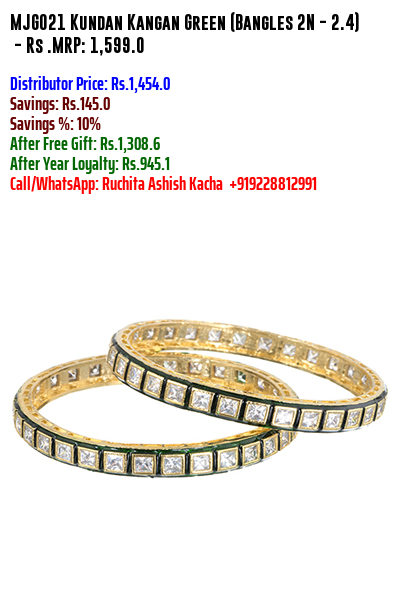 MJG021 Kundan Kangan Green (Bangles 2N - 2.4)
- Rs .MRP: 1,599.0
Distributor Price: Rs.1,454.0
Savings: Rs.145.0
Savings %: 10%
After Free Gift: Rs.1,308.6
After Year Loyalty: Rs.945.1
Call/WhatsApp: Ruchita Ashish Kacha +919228812991